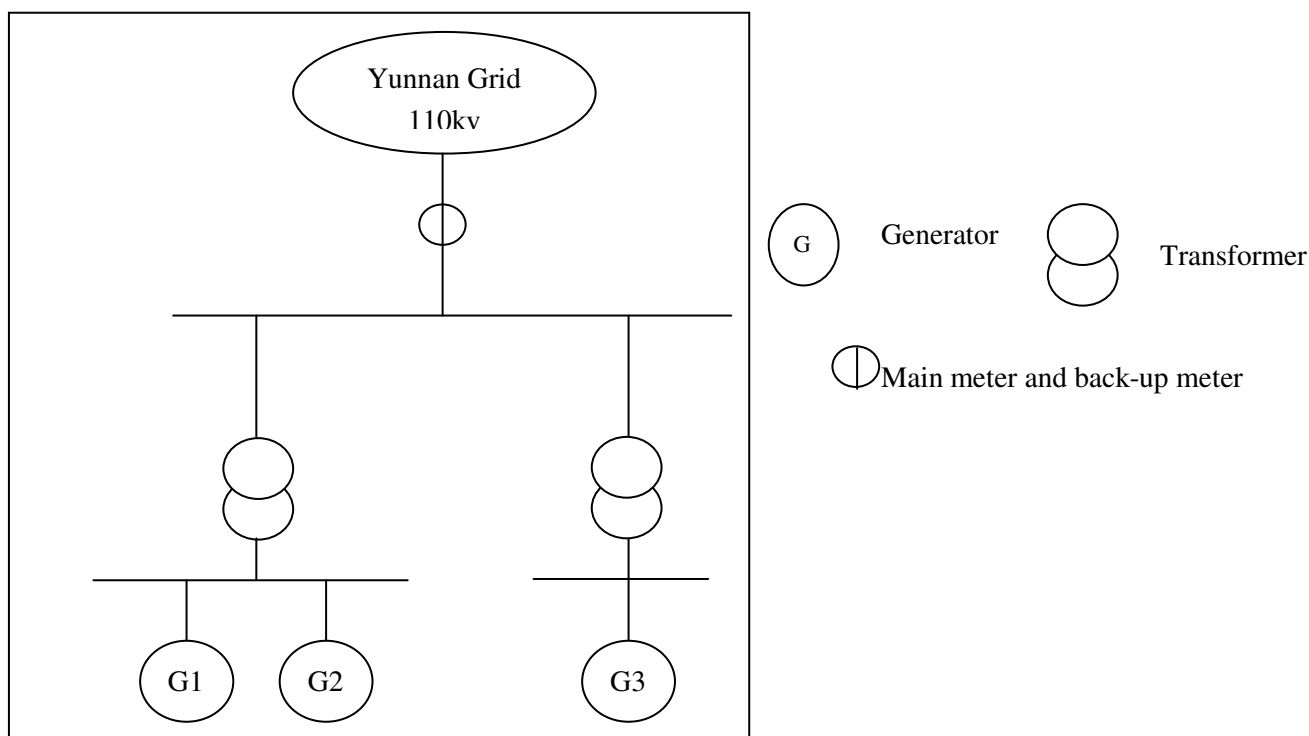 Yunnan Grid
110kv
G
Generator
Transformer
Main meter and back-up meter
G1
G2
G3